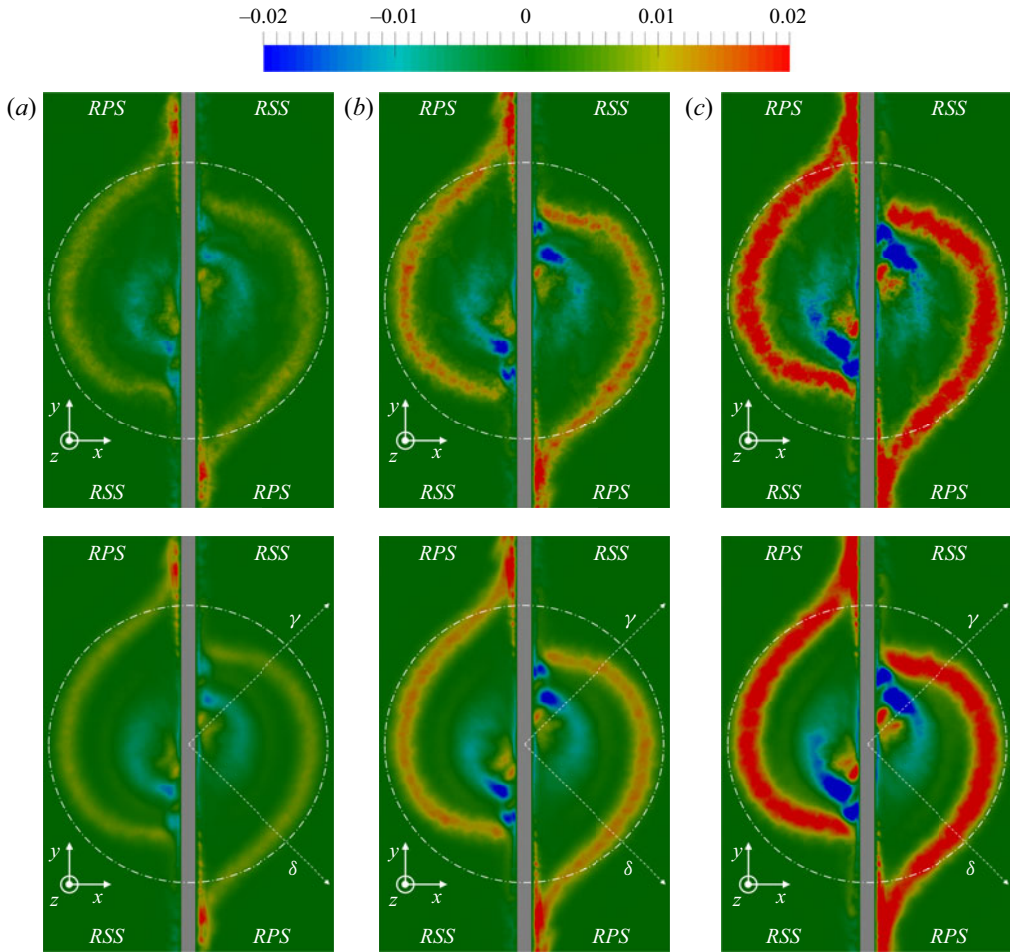 –0.02 –0.01 0 0.01 0.02
(a) RPS RSS (b) RPS RSS (c) RPS RSS
y y y
z x z x z x
RSS RPS RSS RPS RSS RPS
RPS RSS RPS RSS RPS RSS
γ γ γ
y δ y δ y δ
z x z x z x
RSS RPS RSS RPS RSS RPS